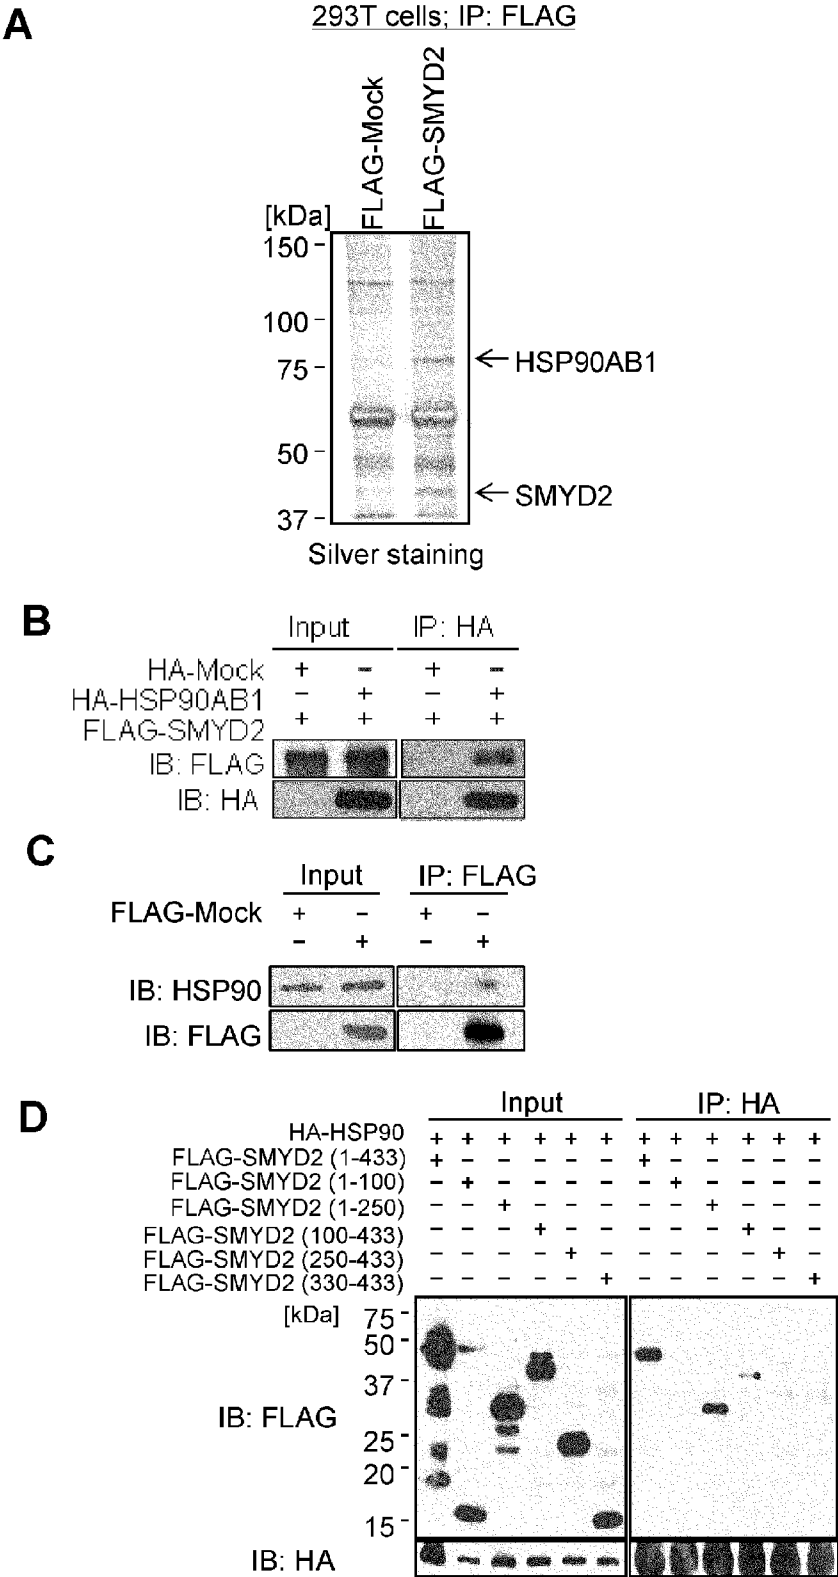 A
293T cells; IP: FLAG
FLAG-Mock
FLAG-SMYD2
[kDa]
150
100
75
50
37
HSP90AB1
SMYD2
Silver staining
B
Input IP: HA
HA-Mock + - + -
HA-HSP90AB1 - + - +
FLAG-SMYD2 + + + +
IB: FLAG
IB: HA
C
Input IP: FLAG
FLAG-Mock + - + -
- + - +
IB: HSP90
IB: FLAG
D
Input IP: HA
HA-HSP90 + + + + + + + + + + + +
FLAG-SMYD2 (1-433) + - - - - - + - - - - -
FLAG-SMYD2 (1-100) - + - - - - - + - - - -
FLAG-SMYD2 (1-250) - - + - - - - - + - - -
FLAG-SMYD2 (100-433) - - - + - - - - - + - -
FLAG-SMYD2 (250-433) - - - - + - - - - - + -
FLAG-SMYD2 (330-433) - - - - - + - - - - - +
[kDa]
75
50
37
25
20
15
IB: FLAG
IB: HA